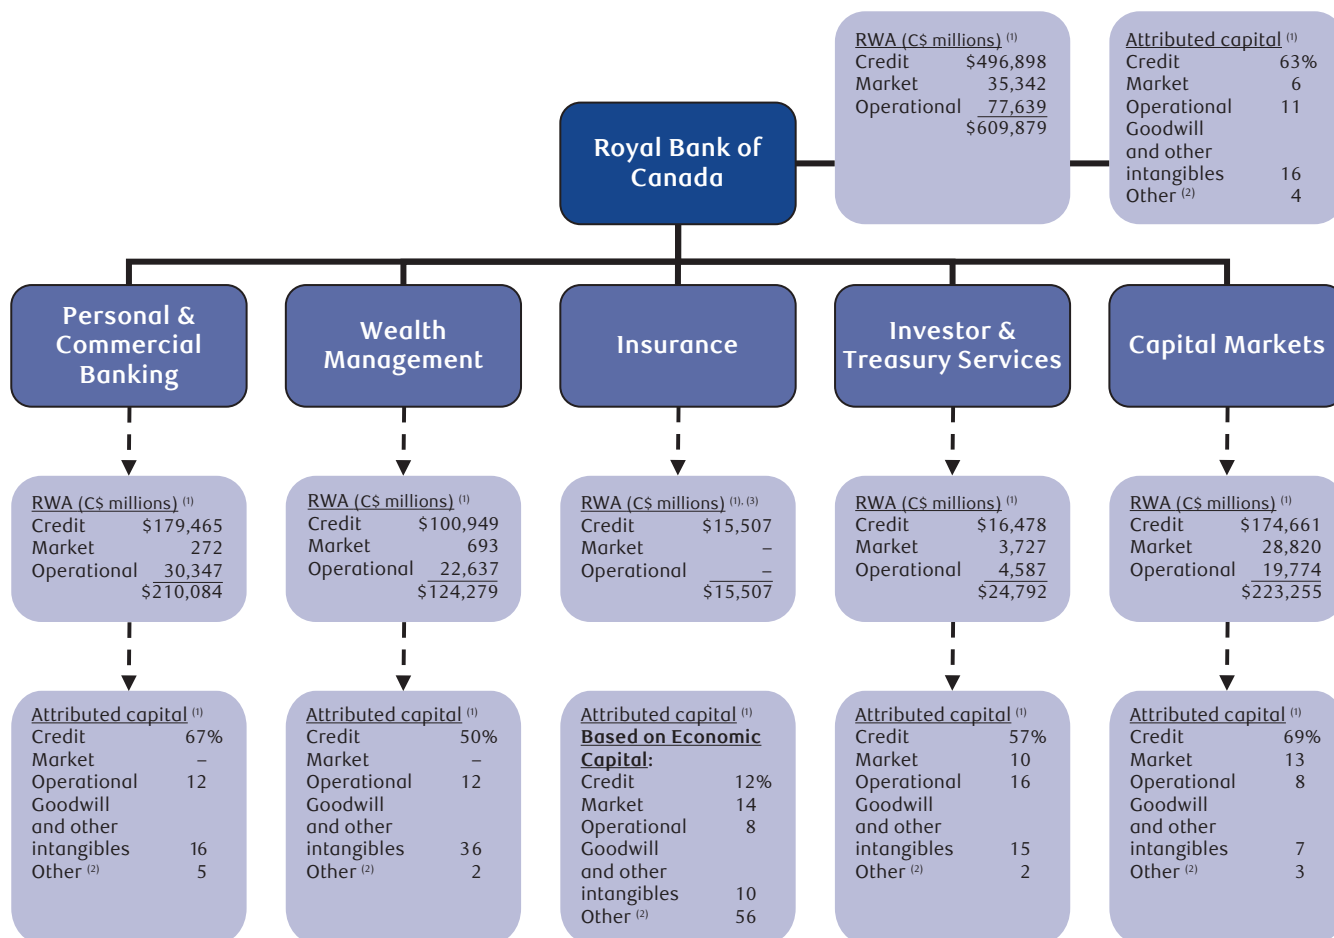 Royal Bank of
Canada
RWA (C$ millions) (1)
Credit $496,898
Market 35,342
Operational 77,639
$609,879
Attributed capital (1)
Credit 63%
Market 6
Operational 11
Goodwill
and other
intangibles 16
Other (2) 4
Personal &
Commercial
Banking
Wealth
Management
Insurance
Investor &
Treasury Services
Capital Markets
RWA (C$ millions) (1)
Credit $179,465
Market 272
Operational 30,347
$210,084
RWA (C$ millions) (1)
Credit $100,949
Market 693
Operational 22,637
$124,279
RWA (C$ millions) (1), (3)
Credit $15,507
Market –
Operational –
$15,507
RWA (C$ millions) (1)
Credit $16,478
Market 3,727
Operational 4,587
$24,792
RWA (C$ millions) (1)
Credit $174,661
Market 28,820
Operational 19,774
$223,255
Attributed capital (1)
Credit 67%
Market –
Operational 12
Goodwill
and other
intangibles 16
Other (2) 5
Attributed capital (1)
Credit 50%
Market –
Operational 12
Goodwill
and other
intangibles 36
Other (2) 2
Attributed capital (1)
Based on Economic
Capital:
Credit 12%
Market 14
Operational 8
Goodwill
and other
intangibles 10
Other (2) 56
Attributed capital (1)
Credit 57%
Market 10
Operational 16
Goodwill
and other
intangibles 15
Other (2) 2
Attributed capital (1)
Credit 69%
Market 13
Operational 8
Goodwill
and other
intangibles 7
Other (2) 3